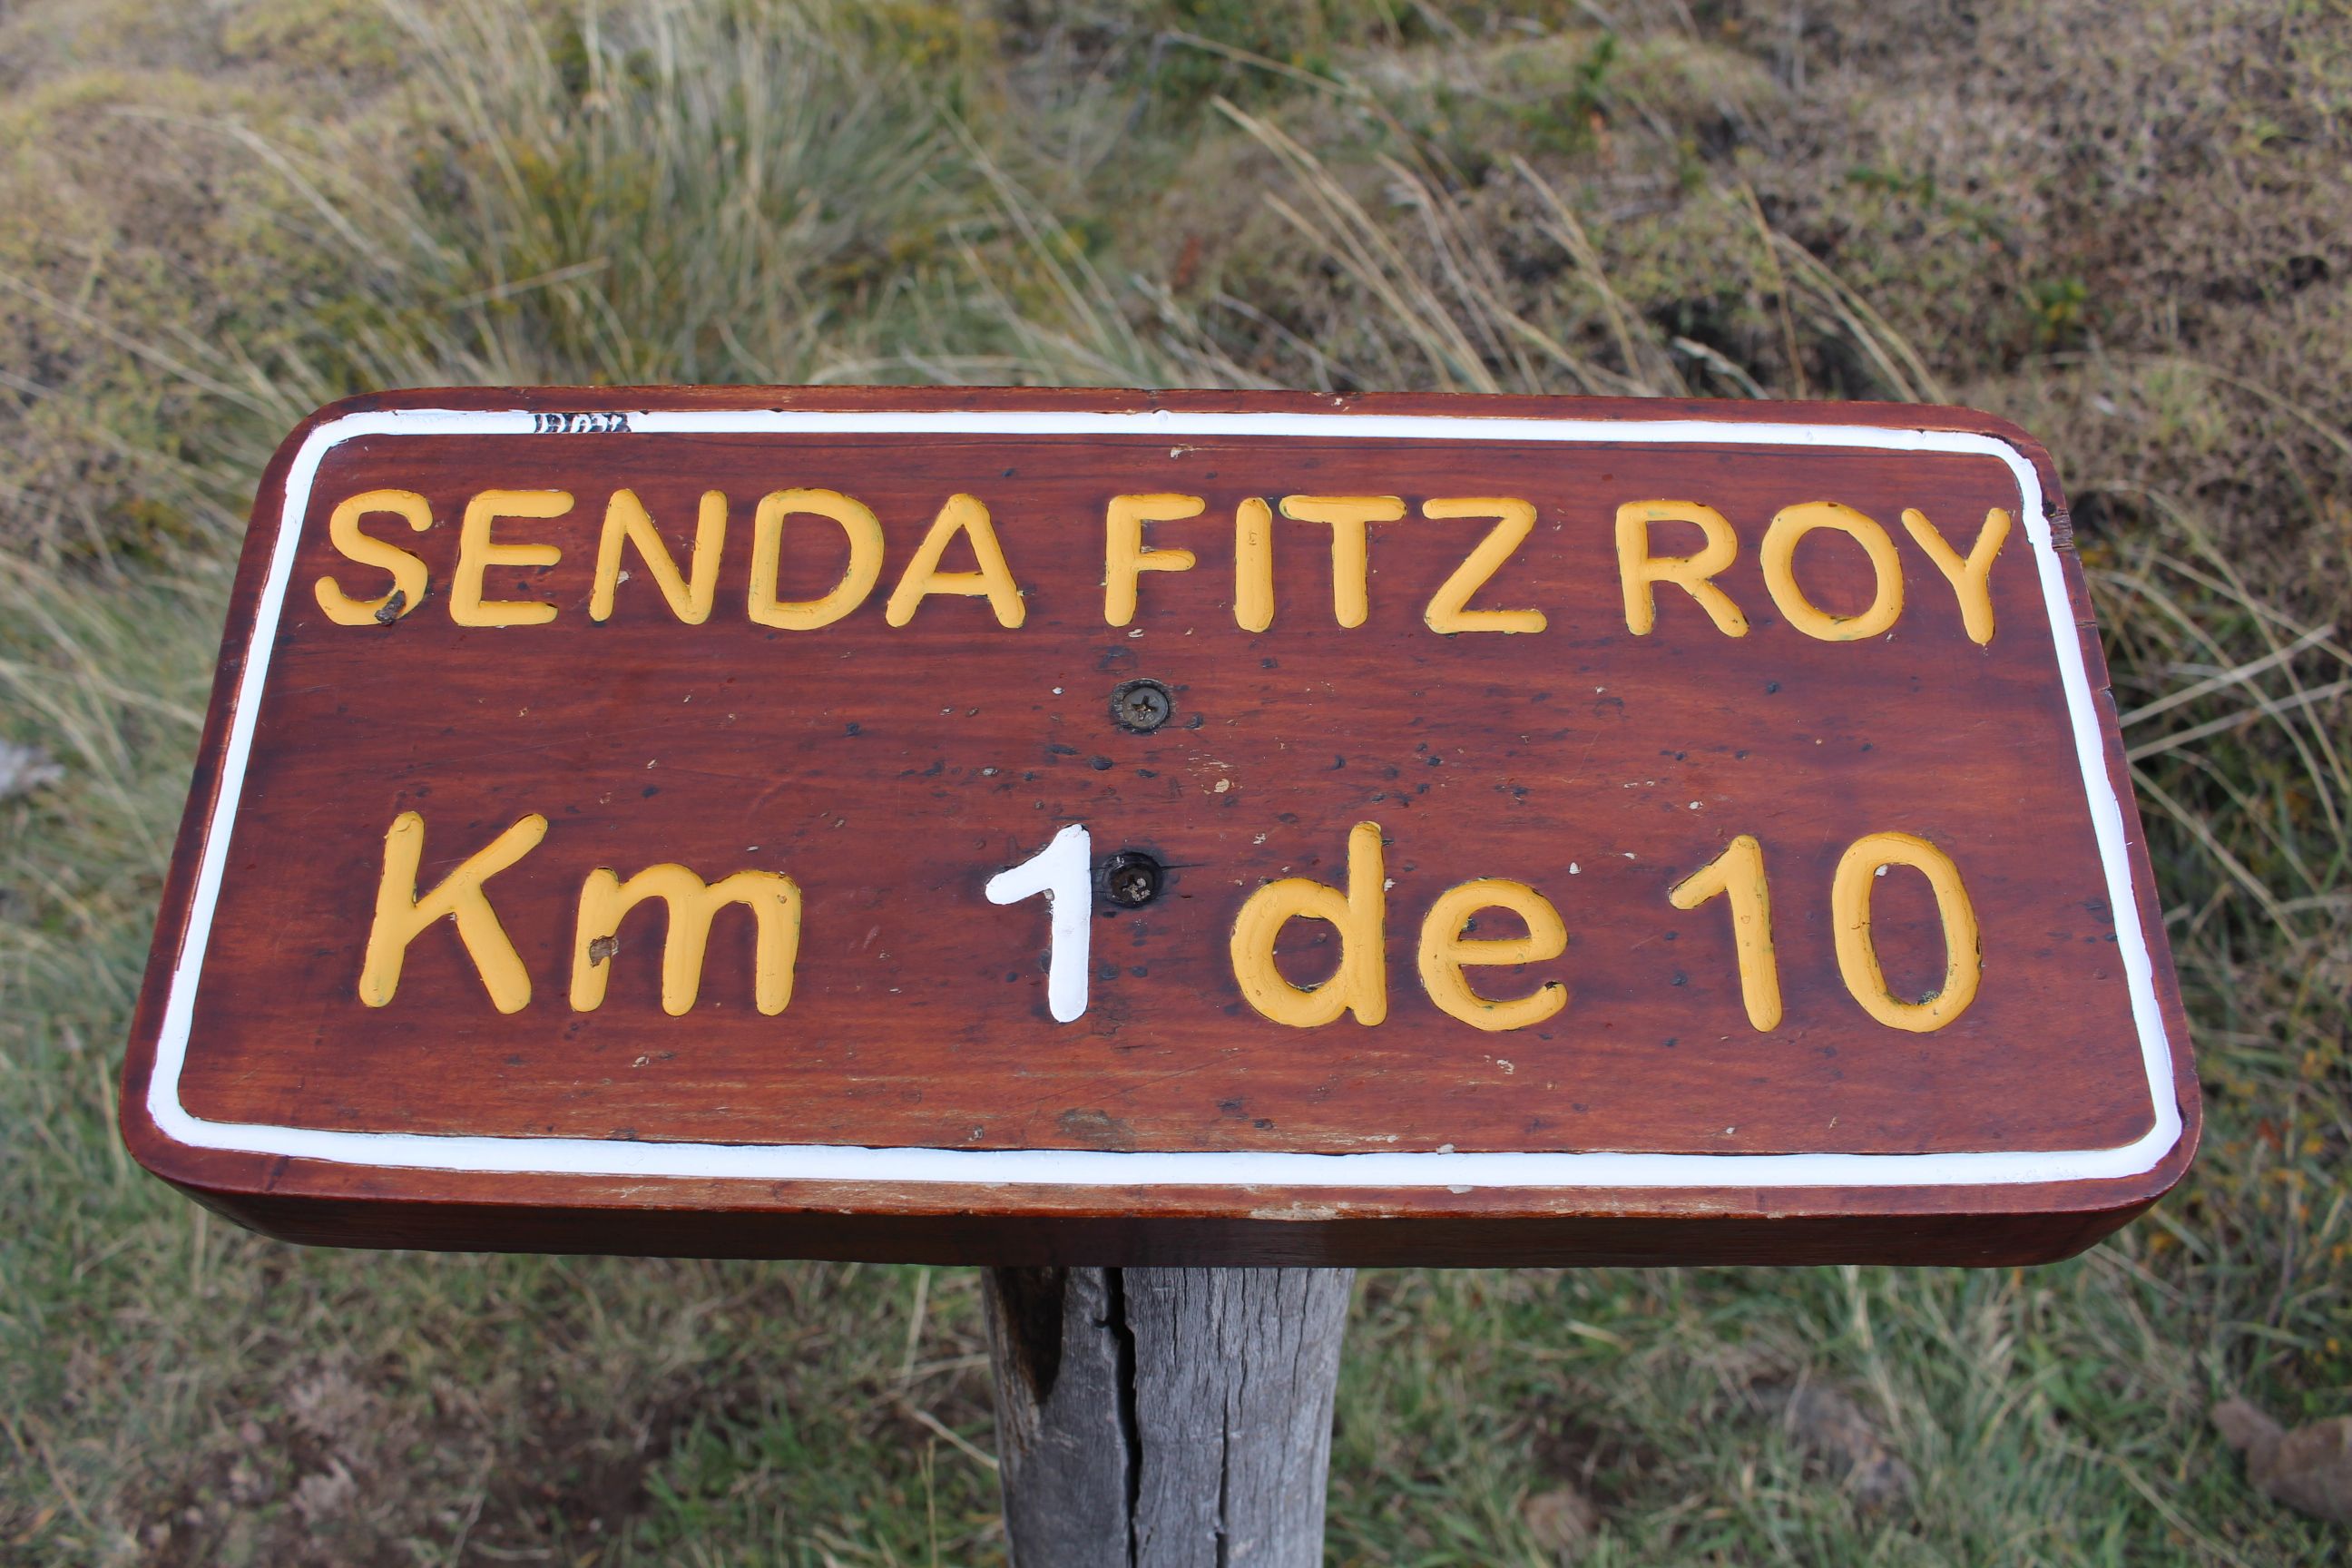 SENDA FITZ ROY
Km 1 de 10